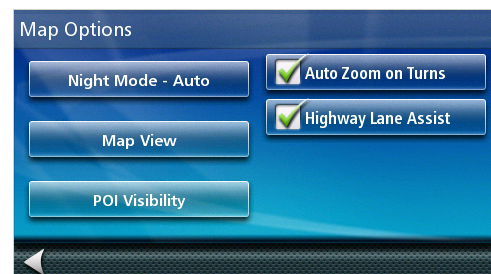 Map Options
Night Mode - Auto
Auto Zoom on Turns
Highway Lane Assist
Map View
POI Visibility